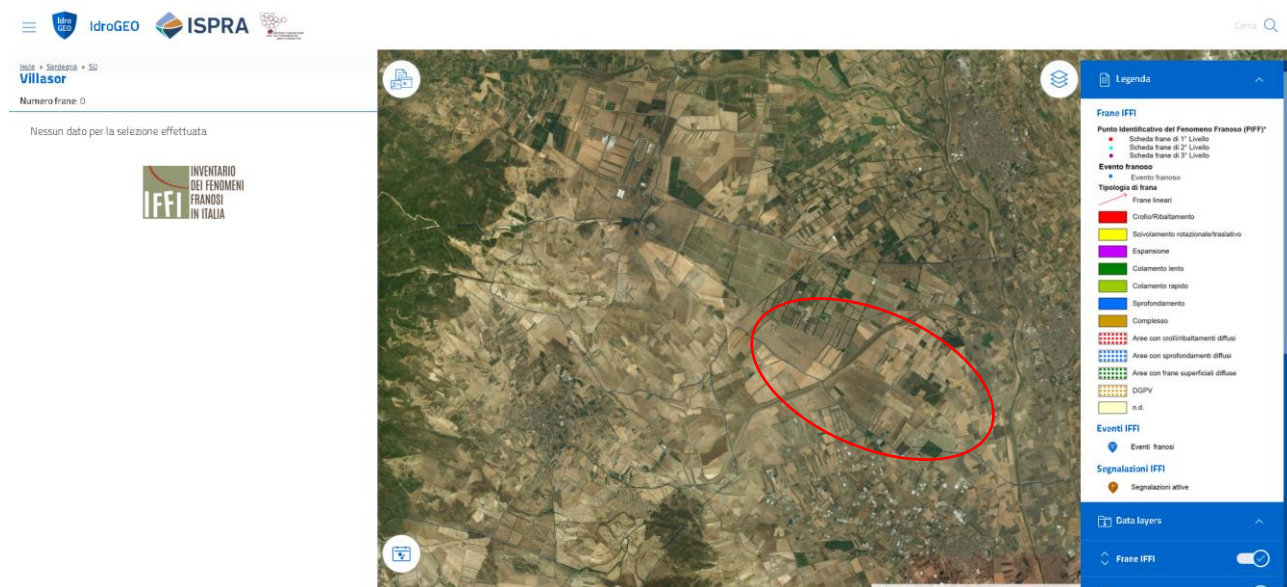 Idro
GEO
IdroGEO
ISPRA
Cerca
Isole ▸ Sardegna ▸ SU
Villasor
Numero frane: 0
Nessun dato per la selezione effettuata
IFFI
INVENTARIO
DEI FENOMENI
FRANOSI
IN ITALIA
Legenda
Frane IFFI
Punto Identificativo del Fenomeno Franoso (PIFF)*
Scheda frane di 1° Livello
Scheda frane di 2° Livello
Scheda frane di 3° Livello
Evento franoso
Evento franoso
Tipologia di frana
Frane lineari
Crollo/Ribaltamento
Scivolamento rotazionale/traslativo
Espansione
Colamento lento
Colamento rapido
Sprofondamento
Complesso
Aree con crolli/ribaltamenti diffusi
Aree con sprofondamenti diffusi
Aree con frane superficiali diffuse
DGPV
n.d.
Eventi IFFI
Eventi franosi
Segnalazioni IFFI
Segnalazioni attive
Data layers
Frane IFFI